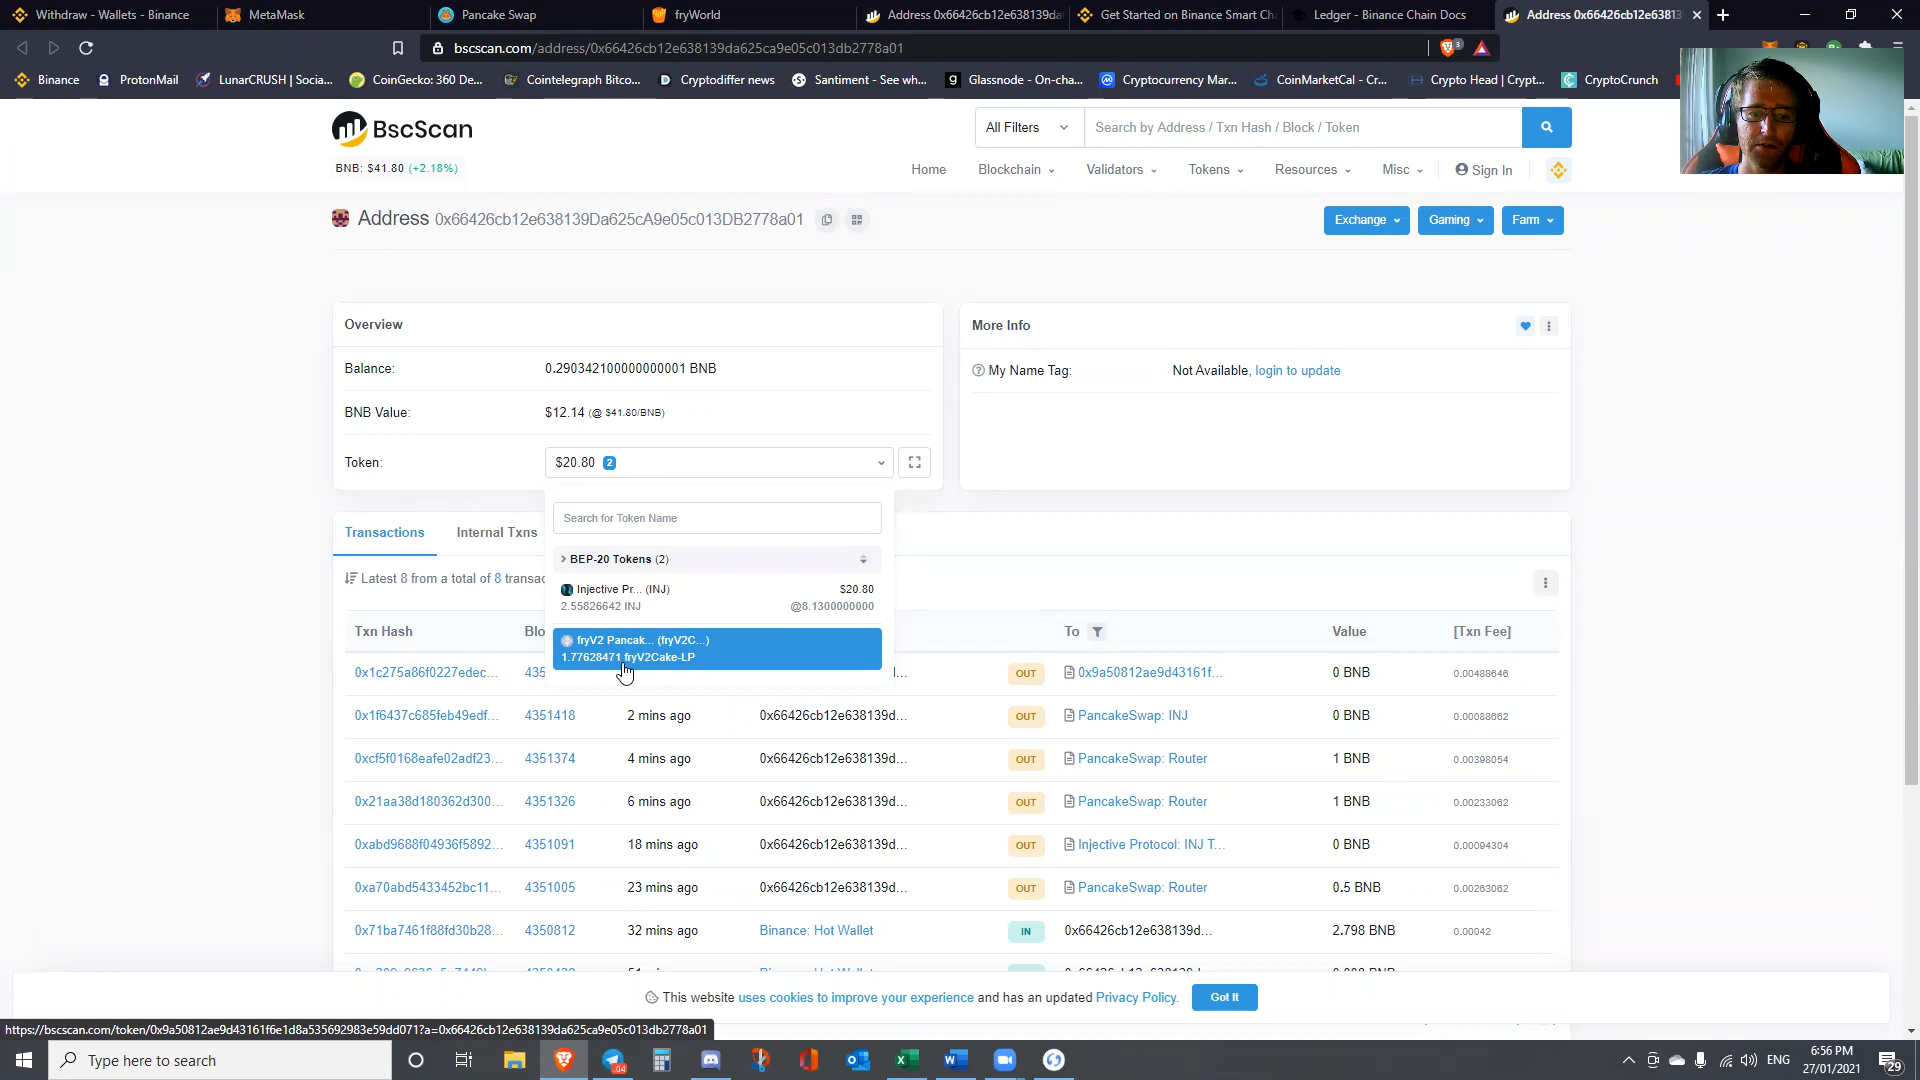 Withdraw - Wallets - Binance
MetaMask
Pancake Swap
fryWorld
Address 0x66426cb12e638139da
Get Started on Binance Smart Ch
Ledger - Binance Chain Docs
Address 0x66426cb12e63813
bscscan.com/address/0x66426cb12e638139da625ca9e05c013db2778a01
Binance
ProtonMail
LunarCRUSH | Socia...
CoinGecko: 360 De...
Cointelegraph Bitco...
Cryptodiffer news
Santiment - See wh...
Glassnode - On-cha...
Cryptocurrency Mar...
CoinMarketCal - Cr...
Crypto Head | Crypt...
CryptoCrunch
BscScan
All Filters
Search by Address / Txn Hash / Block / Token
BNB: $41.80 (+2.18%)
Home
Blockchain
Validators
Tokens
Resources
Misc
Sign In
Address 0x66426cb12e638139Da625cA9e05c013DB2778a01
Exchange
Gaming
Farm
Overview
Balance: 0.290342100000000001 BNB
BNB Value: $12.14 (@ $41.80/BNB)
Token: $20.80 2
More Info
My Name Tag: Not Available, login to update
Search for Token Name
BEP-20 Tokens (2)
Injective Pr... (INJ) $20.80
2.55826642 INJ @8.1300000000
fryV2 Pancak... (fryV2C...)
1.77628471 fryV2Cake-LP
Transactions
Internal Txns
Latest 8 from a total of 8 transac
Txn Hash Blo To Value [Txn Fee]
0x1c275a86f0227edec... 435 l... OUT 0x9a50812ae9d43161f... 0 BNB 0.00488646
0x1f6437c685feb49edf... 4351418 2 mins ago 0x66426cb12e638139d... OUT PancakeSwap: INJ 0 BNB 0.00088662
0xcf5f0168eafe02adf23... 4351374 4 mins ago 0x66426cb12e638139d... OUT PancakeSwap: Router 1 BNB 0.00398054
0x21aa38d180362d300... 4351326 6 mins ago 0x66426cb12e638139d... OUT PancakeSwap: Router 1 BNB 0.00233062
0xabd9688f04936f5892... 4351091 18 mins ago 0x66426cb12e638139d... OUT Injective Protocol: INJ T... 0 BNB 0.00094304
0xa70abd5433452bc11... 4351005 23 mins ago 0x66426cb12e638139d... OUT PancakeSwap: Router 0.5 BNB 0.00263062
0x71ba7461f88fd30b28... 4350812 32 mins ago Binance: Hot Wallet IN 0x66426cb12e638139d... 2.798 BNB 0.00042
This website uses cookies to improve your experience and has an updated Privacy Policy.
Got It
https://bscscan.com/token/0x9a50812ae9d43161f6e1d8a535692983e59dd071?a=0x66426cb12e638139da625ca9e05c013db2778a01
Type here to search
ENG
6:56 PM
27/01/2021
29